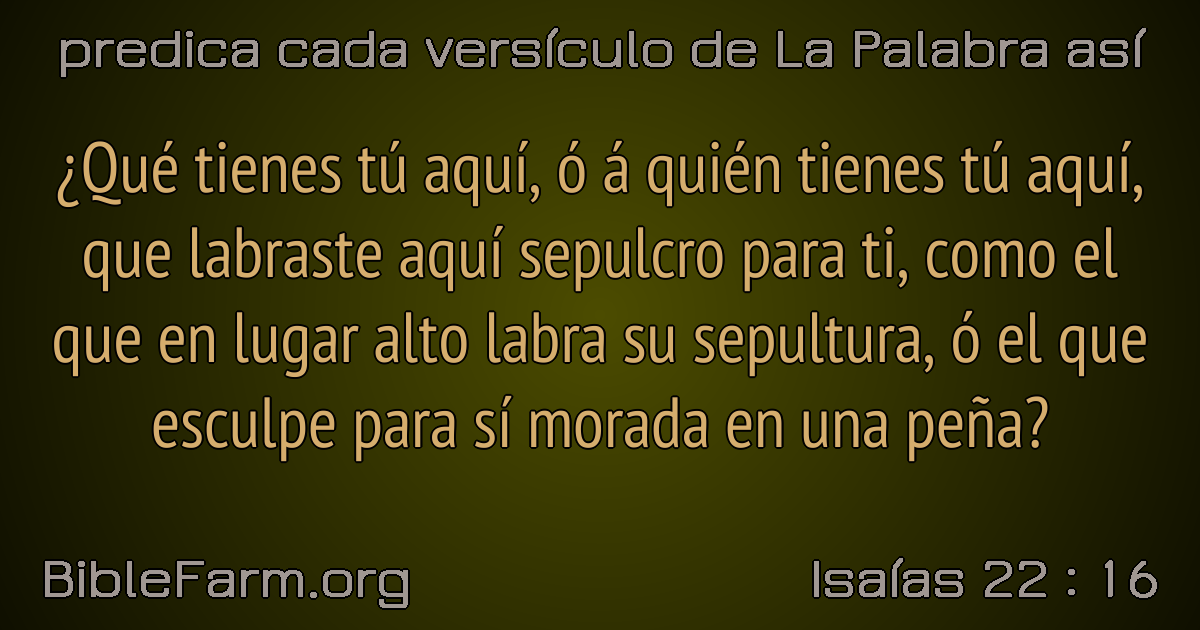 predica cada versículo de La Palabra así
¿Qué tienes tú aquí, ó á quién tienes tú aquí,
que labraste aquí sepulcro para ti, como el
que en lugar alto labra su sepultura, ó el que
esculpe para sí morada en una peña?
BibleFarm.org
Isaías 22 : 16